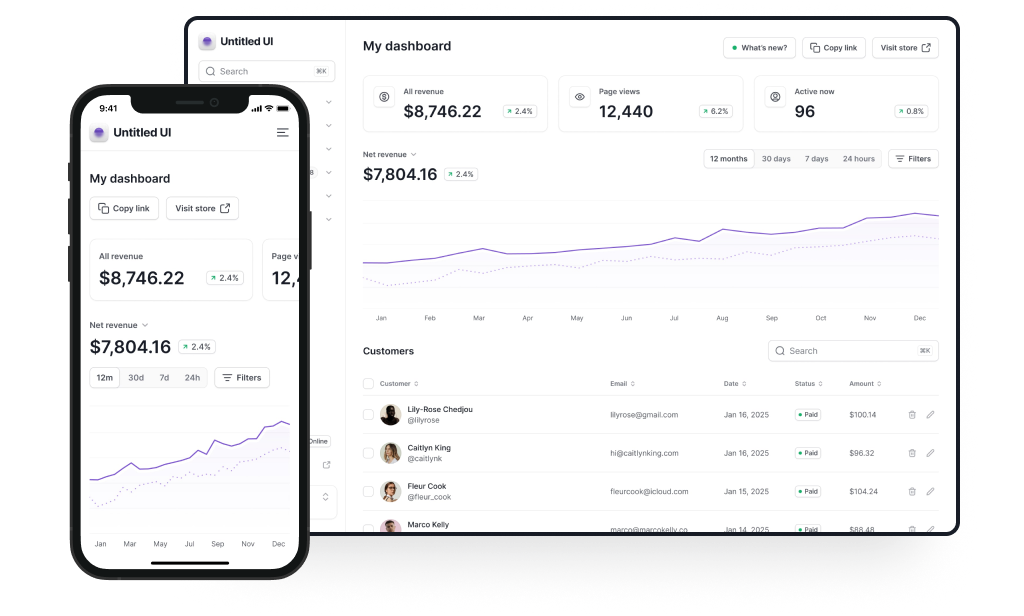 Untitled UI
Search ⌘K
My dashboard
What's new? Copy link Visit store
All revenue
$8,746.22 2.4%
Page views
12,440 6.2%
Active now
96 0.8%
Net revenue
$7,804.16 2.4%
12 months 30 days 7 days 24 hours Filters
Jan Feb Mar Apr May Jun Jul Aug Sep Oct Nov Dec
Customers
Search ⌘K
Customer Email Date Status Amount
Lily-Rose Chedjou
@lilyrose lilyrose@gmail.com Jan 16, 2025 Paid $100.14
Caitlyn King
@caitlynk hi@caitlynking.com Jan 16, 2025 Paid $96.32
Fleur Cook
@fleur_cook fleurcook@icloud.com Jan 15, 2025 Paid $104.24
Marco Kelly marco@marcokelly.co Jan 14, 2025 Paid $88.48
8
Online
9:41
Untitled UI
My dashboard
Copy link Visit store
All revenue
$8,746.22 2.4%
Page v
12,4
Net revenue
$7,804.16 2.4%
12m 30d 7d 24h Filters
Jan Mar May Jul Sep Nov Dec